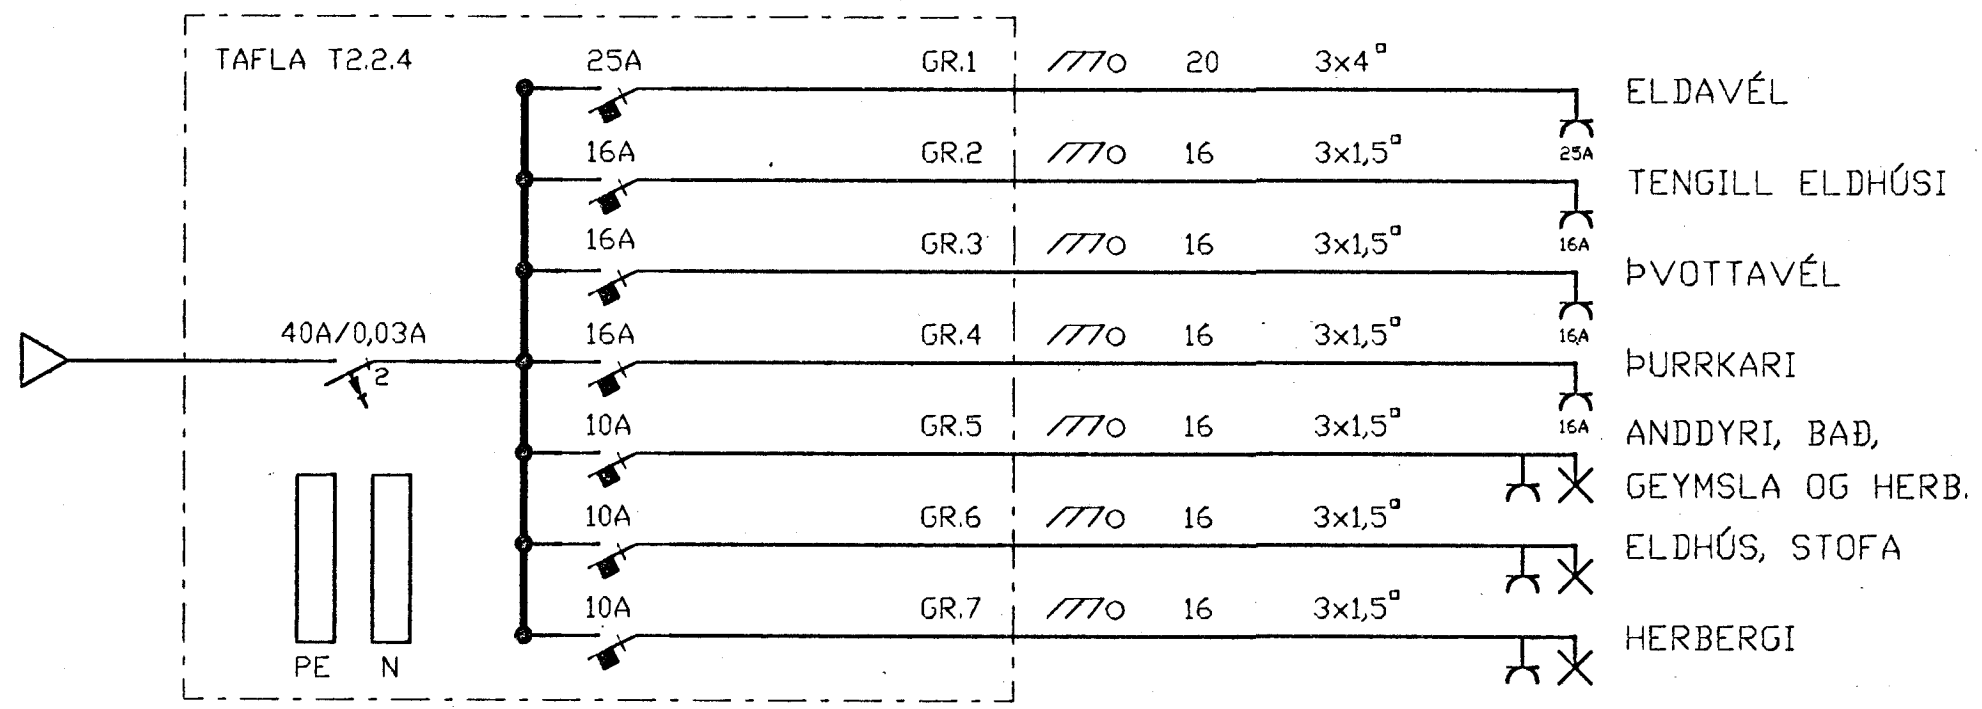 TAFLA T2.2.4
25A GR.1 20 3x4▫ ELDAVÉL
25A
16A GR.2 16 3x1,5▫ TENGILL ELDHÚSI
16A
16A GR.3 16 3x1,5▫ ÞVOTTAVÉL
16A
40A/0,03A
2
16A GR.4 16 3x1,5▫ ÞURRKARI
16A
10A GR.5 16 3x1,5▫ ANDDYRI, BAÐ,
GEYMSLA OG HERB.
10A GR.6 16 3x1,5▫ ELDHÚS, STOFA
10A GR.7 16 3x1,5▫ HERBERGI
PE N